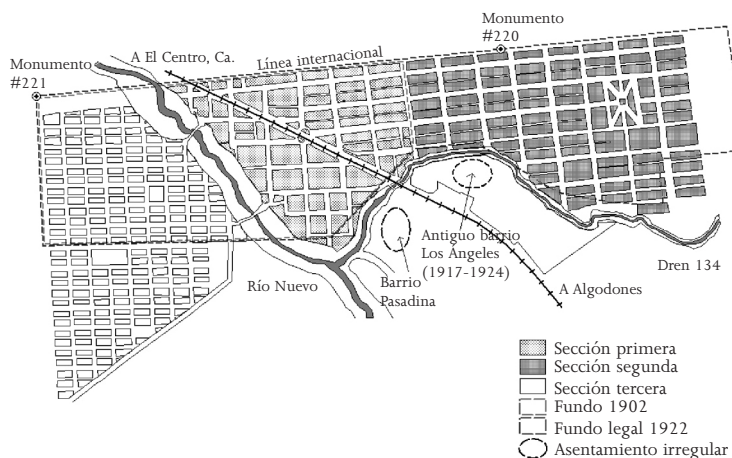 Monumento
#220
A El Centro, Ca.
Línea internacional
Monumento
#221
Antiguo barrio
Los Ángeles
(1917-1924)
Dren 134
Río Nuevo
Barrio
Pasadina
A Algodones
Sección primera
Sección segunda
Sección tercera
Fundo 1902
Fundo legal 1922
Asentamiento irregular